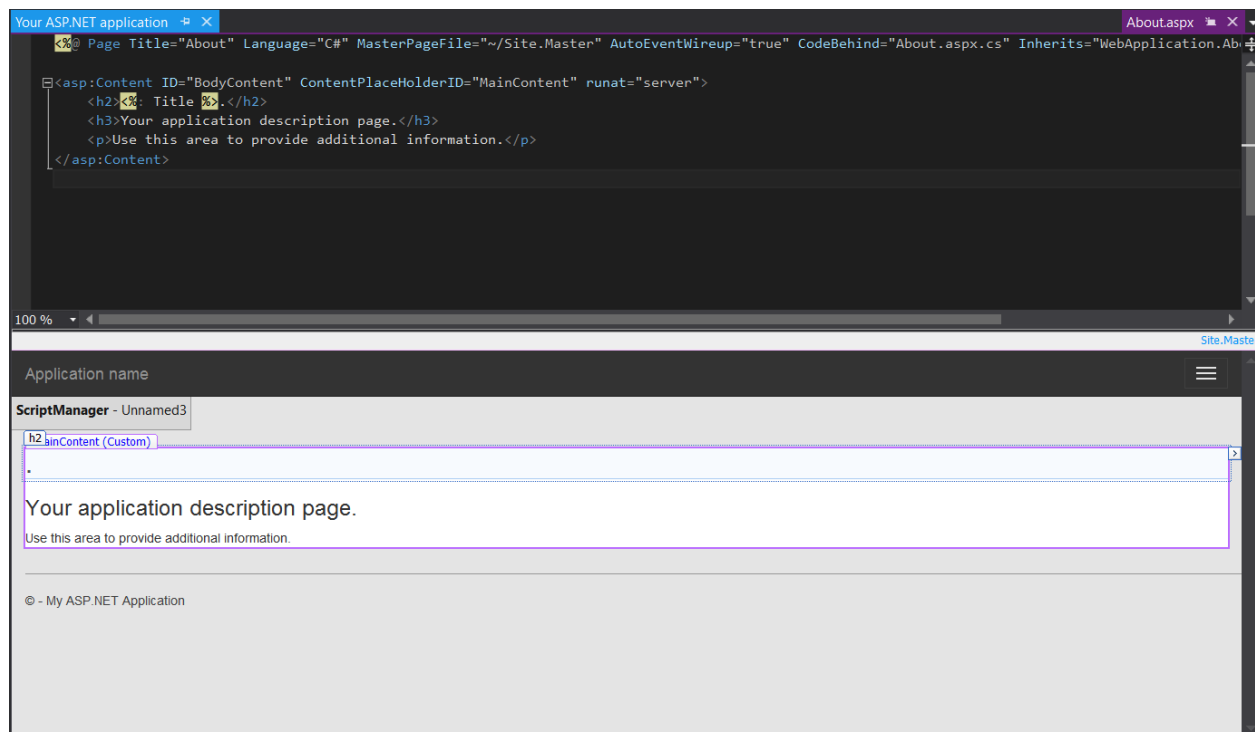 Your ASP.NET application
About.aspx
<%@ Page Title="About" Language="C#" MasterPageFile="~/Site.Master" AutoEventWireup="true" CodeBehind="About.aspx.cs" Inherits="WebApplication.Ab
<asp:Content ID="BodyContent" ContentPlaceHolderID="MainContent" runat="server">
<h2><%: Title %>.</h2>
<h3>Your application description page.</h3>
<p>Use this area to provide additional information.</p>
</asp:Content>
100 %
Site.Maste
Application name
ScriptManager - Unnamed3
h2
ainContent (Custom)
.
Your application description page.
Use this area to provide additional information.
© - My ASP.NET Application